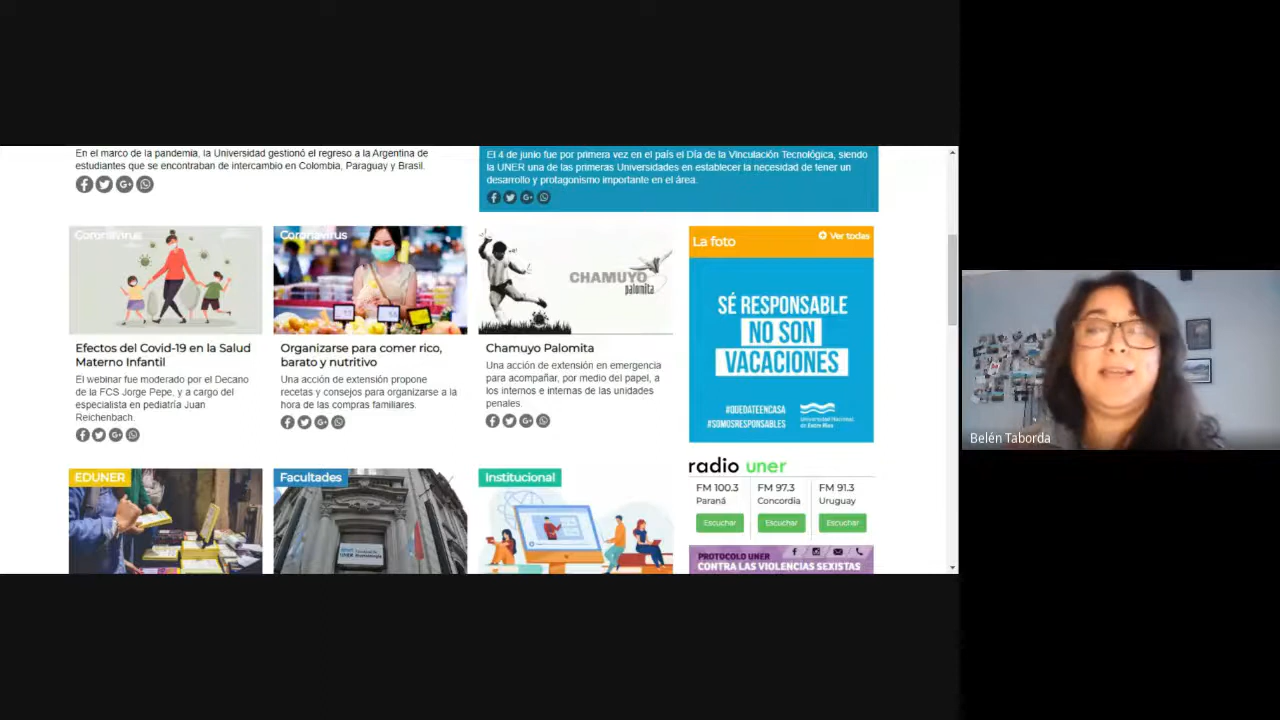 En el marco de la pandemia, la Universidad gestionó el regreso a la Argentina de
estudiantes que se encontraban de intercambio en Colombia, Paraguay y Brasil.
El 4 de junio fue por primera vez en el país el Día de la Vinculación Tecnológica, siendo
la UNER una de las primeras Universidades en establecer la necesidad de tener un
desarrollo y protagonismo importante en el área.
Coronavirus
Efectos del Covid-19 en la Salud
Materno Infantil
El webinar fue moderado por el Decano
de la FCS Jorge Pepe, y a cargo del
especialista en pediatría Juan
Reichenbach.
Coronavirus
Organizarse para comer rico,
barato y nutritivo
Una acción de extensión propone
recetas y consejos para organizarse a la
hora de las compras familiares.
CHAMUYO
palomita
Chamuyo Palomita
Una acción de extensión en emergencia
para acompañar, por medio del papel, a
los internos e internas de las unidades
penales.
La foto
Ver todas
SÉ RESPONSABLE
NO SON
VACACIONES
#QUEDATEENCASA
#SOMOSRESPONSABLES
Universidad Nacional
de Entre Ríos
EDUNER
Facultades
UNER
Institucional
radio uner
FM 100.3
Paraná
Escuchar
FM 97.3
Concordia
Escuchar
FM 91.3
Uruguay
Escuchar
PROTOCOLO UNER
CONTRA LAS VIOLENCIAS SEXISTAS
Belén Taborda